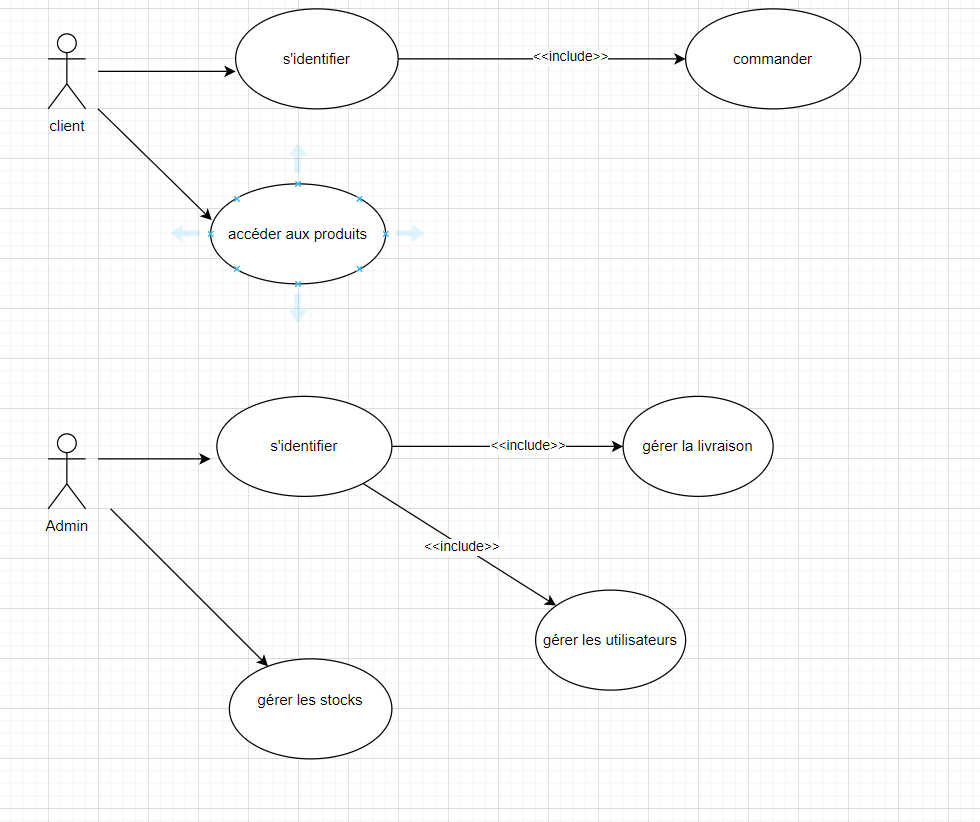 s'identifier
<<include>>
commander
client
accéder aux produits
s'identifier
<<include>>
gérer la livraison
Admin
<<include>>
gérer les utilisateurs
gérer les stocks